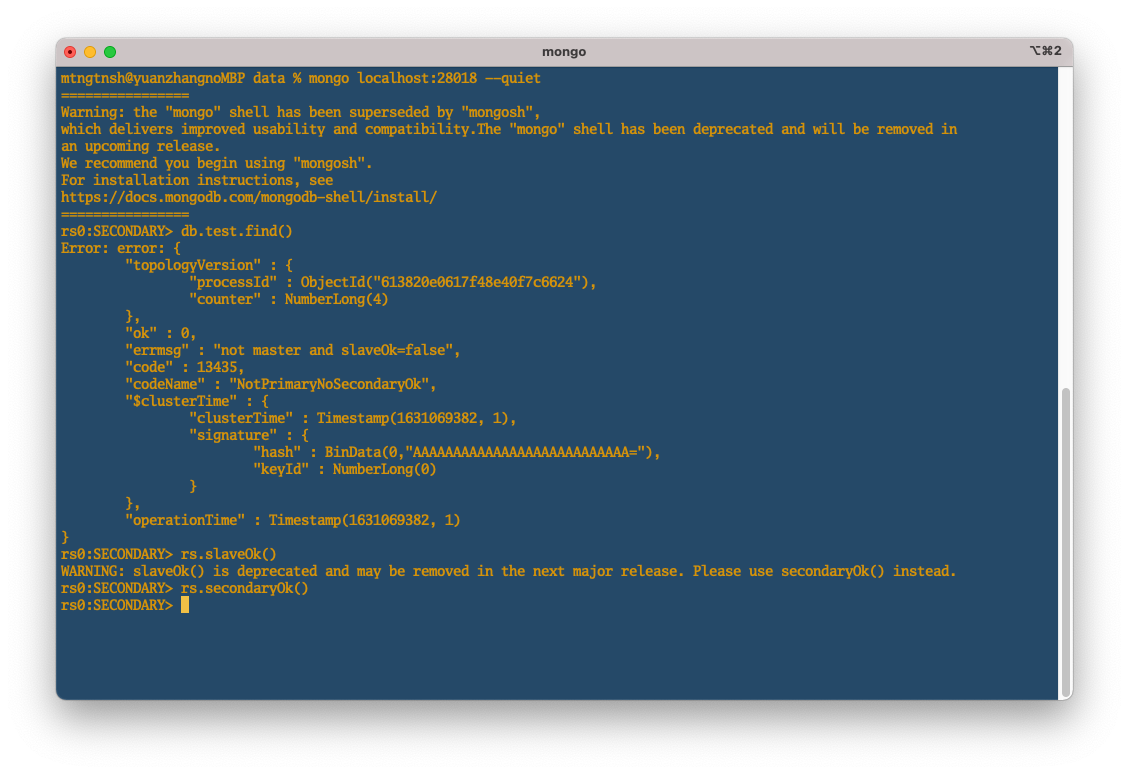 mongo
⌥⌘2
mtngtnsh@yuanzhangnoMBP data % mongo localhost:28018 --quiet
================
Warning: the "mongo" shell has been superseded by "mongosh",
which delivers improved usability and compatibility.The "mongo" shell has been deprecated and will be removed in
an upcoming release.
We recommend you begin using "mongosh".
For installation instructions, see
https://docs.mongodb.com/mongodb-shell/install/
================
rs0:SECONDARY> db.test.find()
Error: error: {
        "topologyVersion" : {
                "processId" : ObjectId("613820e0617f48e40f7c6624"),
                "counter" : NumberLong(4)
        },
        "ok" : 0,
        "errmsg" : "not master and slaveOk=false",
        "code" : 13435,
        "codeName" : "NotPrimaryNoSecondaryOk",
        "$clusterTime" : {
                "clusterTime" : Timestamp(1631069382, 1),
                "signature" : {
                        "hash" : BinData(0,"AAAAAAAAAAAAAAAAAAAAAAAAAAA="),
                        "keyId" : NumberLong(0)
                }
        },
        "operationTime" : Timestamp(1631069382, 1)
}
rs0:SECONDARY> rs.slaveOk()
WARNING: slaveOk() is deprecated and may be removed in the next major release. Please use secondaryOk() instead.
rs0:SECONDARY> rs.secondaryOk()
rs0:SECONDARY>